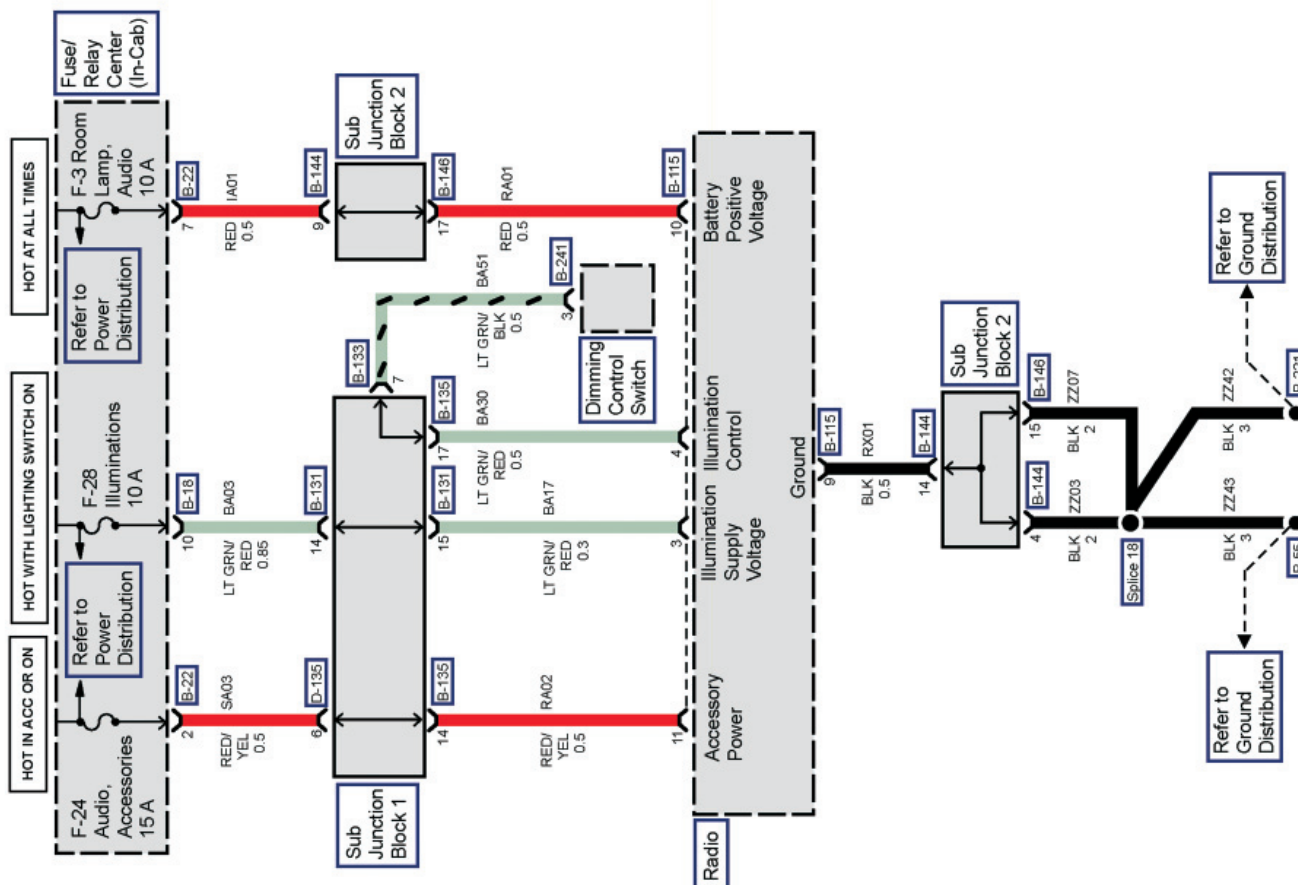 HOT IN ACC OR ON
HOT WITH LIGHTING SWITCH ON
HOT AT ALL TIMES
Fuse/
Relay
Center
(In-Cab)
F-24
Audio,
Accessories
15 A
Refer to
Power
Distribution
F-28
Illuminations
10 A
Refer to
Power
Distribution
F-3 Room
Lamp,
Audio
10 A
2
B-22
10
B-18
7
B-22
RED/
YEL
0.5
SA03
LT GRN/
RED
0.85
BA03
RED
0.5
IA01
6
D-135
14
B-131
9
B-144
Sub
Junction
Block 1
B-133
7
Sub
Junction
Block 2
14
B-135
15
B-131
17
B-135
17
B-146
RED/
YEL
0.5
RA02
LT GRN/
RED
0.3
BA17
LT GRN/
RED
0.5
BA30
LT GRN/
BLK
0.5
BA51
RED
0.5
RA01
3
B-241
Dimming
Control
Switch
11
3
4
10
B-115
Radio
Accessory
Power
Illumination
Supply
Voltage
Illumination
Control
Battery
Positive
Voltage
Ground
9
B-115
BLK
0.5
RX01
14
B-144
Sub
Junction
Block 2
4
B-144
15
B-146
BLK
2
ZZ03
BLK
2
ZZ07
Splice 18
BLK
3
ZZ43
BLK
3
ZZ42
Refer to
Ground
Distribution
Refer to
Ground
Distribution